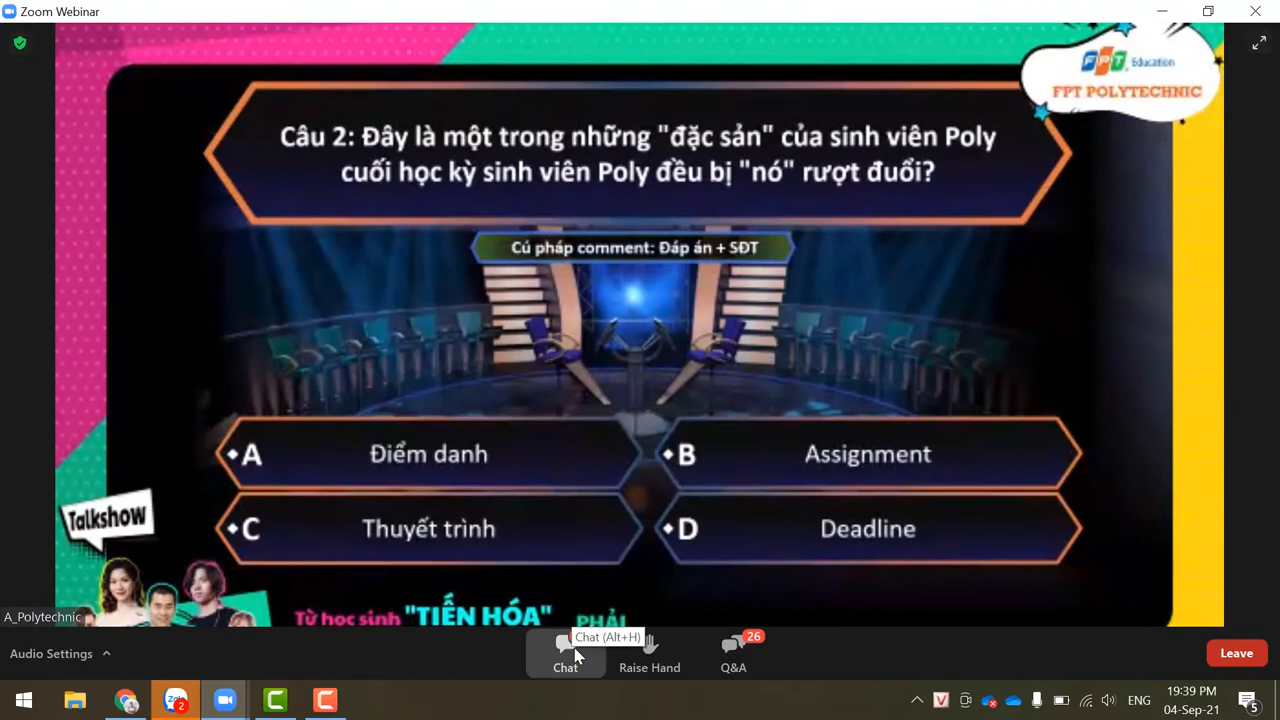 Zoom Webinar
FPT Education
FPT POLYTECHNIC
Câu 2: Đây là một trong những "đặc sản" của sinh viên Poly
cuối học kỳ sinh viên Poly đều bị "nó" rượt đuổi?
Cú pháp comment: Đáp án + SĐT
A Điểm danh
B Assignment
C Thuyết trình
D Deadline
Talkshow
Từ học sinh "TIẾN HÓA" PHẢI
A_Polytechnic
Chat (Alt+H)
26
Audio Settings
Chat
Raise Hand
Q&A
Leave
2
ENG
19:39 PM
04-Sep-21
5